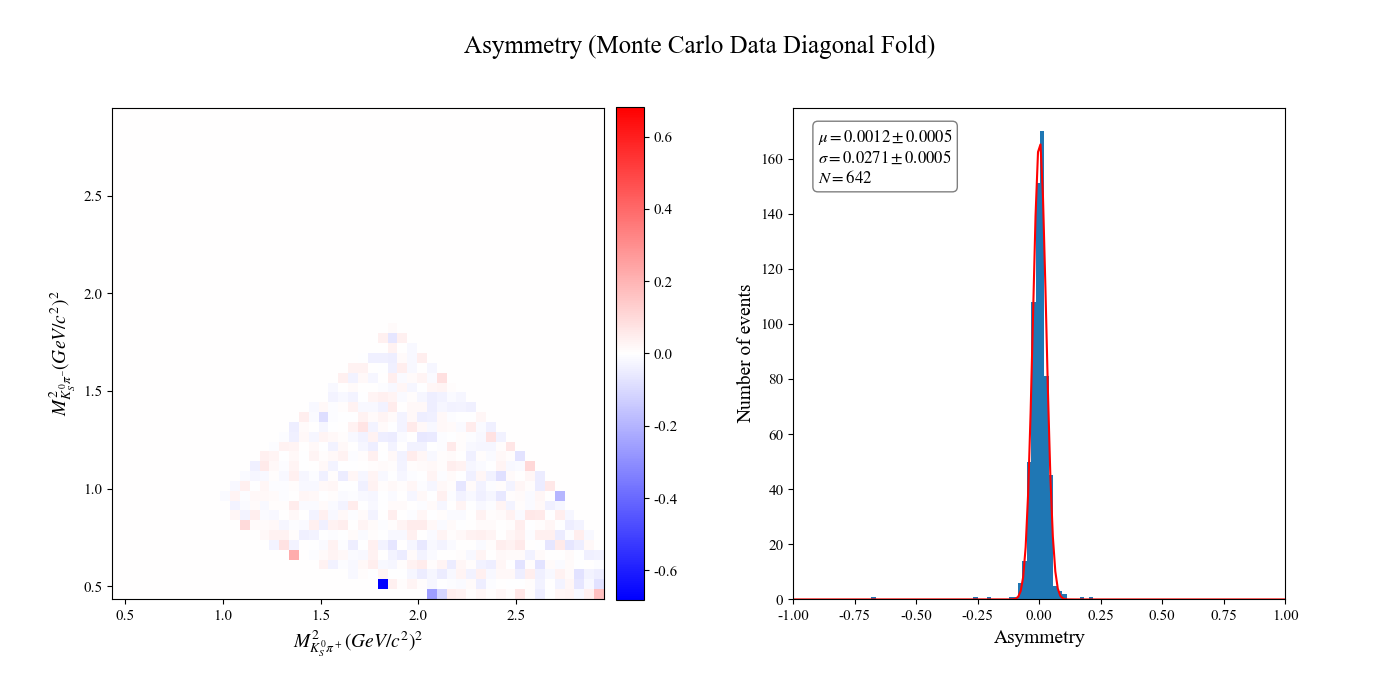 Asymmetry (Monte Carlo Data Diagonal Fold)
M²_{K_S^0π⁻}(GeV/c²)²
2.5
2.0
1.5
1.0
0.5
0.5 1.0 1.5 2.0 2.5
M²_{K_S^0π⁺}(GeV/c²)²
0.6
0.4
0.2
0.0
-0.2
-0.4
-0.6
μ = 0.0012 ± 0.0005
σ = 0.0271 ± 0.0005
N = 642
Number of events
160
140
120
100
80
60
40
20
0
-1.00 -0.75 -0.50 -0.25 0.00 0.25 0.50 0.75 1.00
Asymmetry